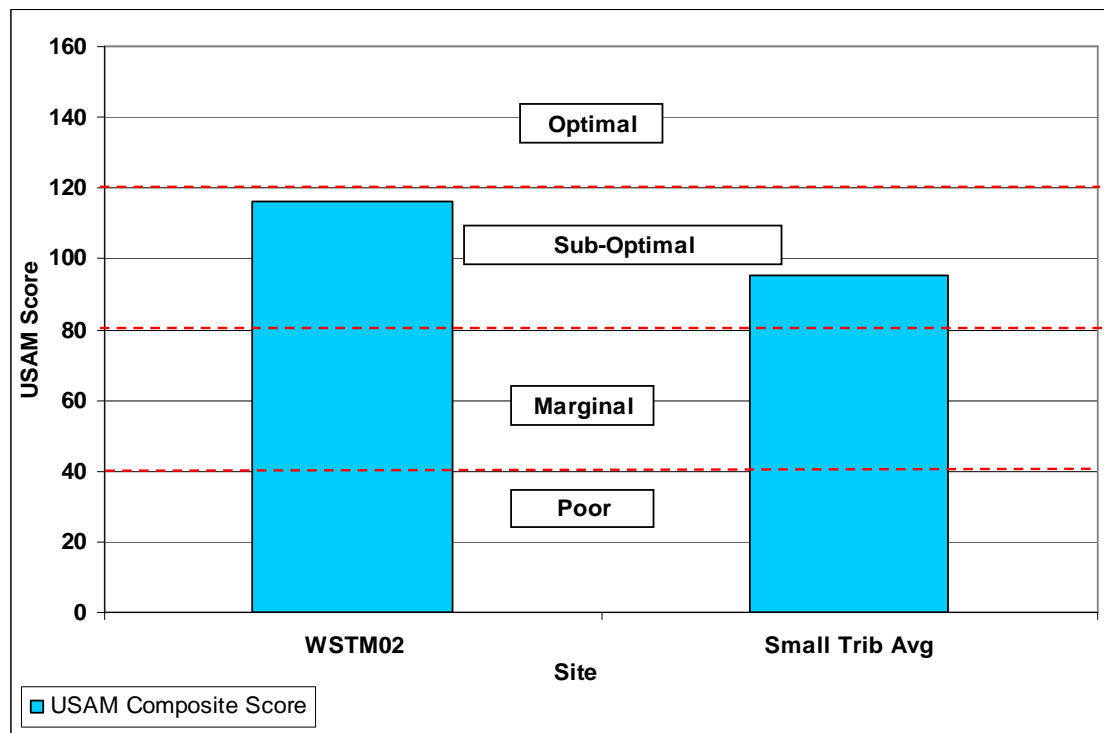 160
140
120
100
80
60
40
20
0
USAM Score
Optimal
Sub-Optimal
Marginal
Poor
WSTM02
Small Trib Avg
Site
USAM Composite Score